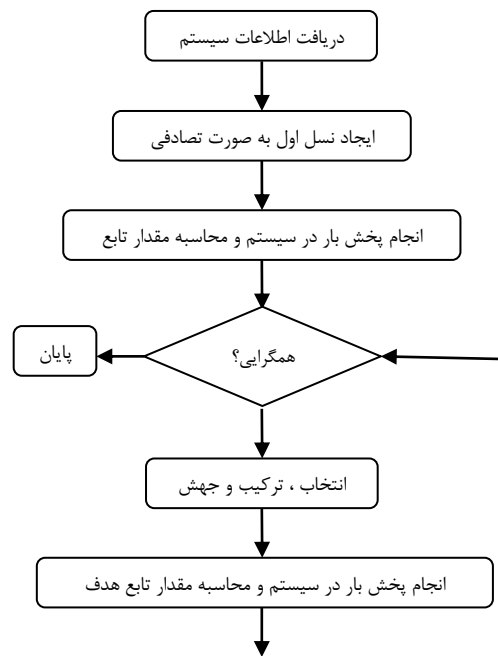 دریافت اطلاعات سیستم
ایجاد نسل اول به صورت تصادفی
انجام پخش بار در سیستم و محاسبه مقدار تابع
همگرایی؟
پایان
انتخاب ، ترکیب و جهش
انجام پخش بار در سیستم و محاسبه مقدار تابع هدف